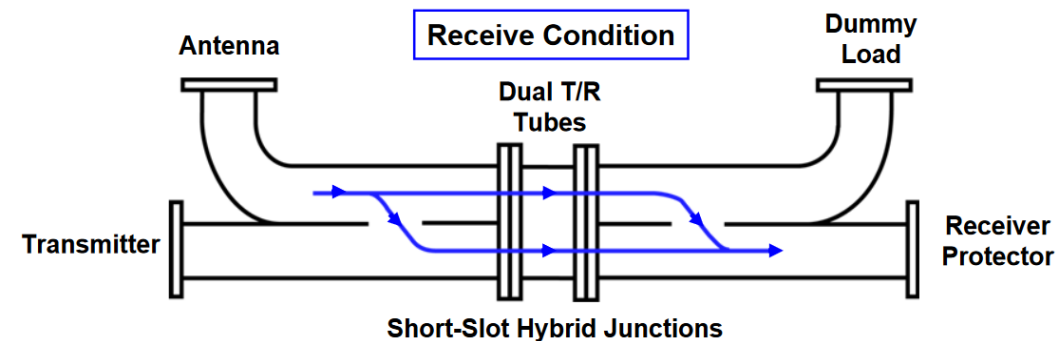 Receive Condition
Antenna
Dummy
Load
Dual T/R
Tubes
Transmitter
Receiver
Protector
Short-Slot Hybrid Junctions